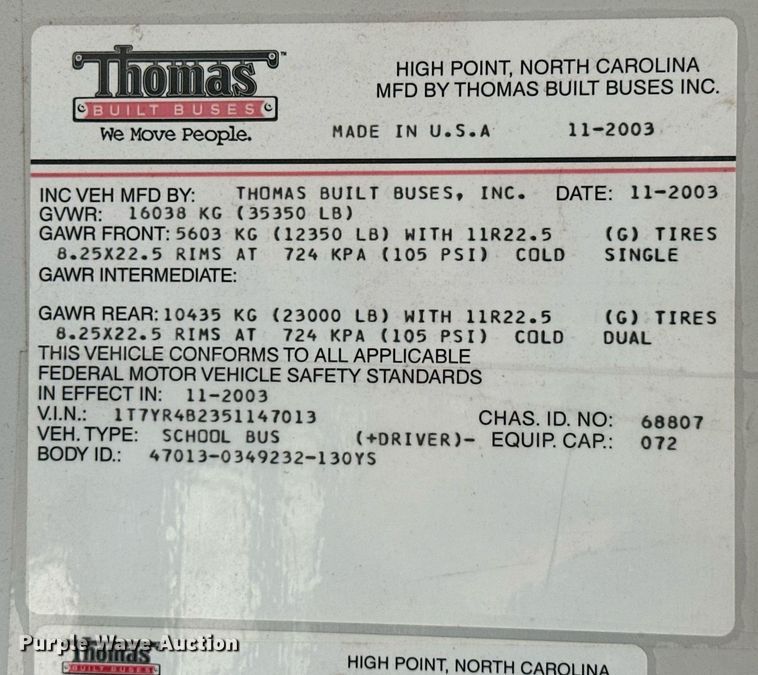 Thomas™
BUILT BUSES
We Move People.
HIGH POINT, NORTH CAROLINA
MFD BY THOMAS BUILT BUSES INC.
MADE IN U.S.A 11-2003
INC VEH MFD BY: THOMAS BUILT BUSES, INC. DATE: 11-2003
GVWR: 16038 KG (35350 LB)
GAWR FRONT: 5603 KG (12350 LB) WITH 11R22.5 (G) TIRES
8.25X22.5 RIMS AT 724 KPA (105 PSI) COLD SINGLE
GAWR INTERMEDIATE:
GAWR REAR: 10435 KG (23000 LB) WITH 11R22.5 (G) TIRES
8.25X22.5 RIMS AT 724 KPA (105 PSI) COLD DUAL
THIS VEHICLE CONFORMS TO ALL APPLICABLE
FEDERAL MOTOR VEHICLE SAFETY STANDARDS
IN EFFECT IN: 11-2003
V.I.N.: 1T7YR4B2351147013 CHAS. ID. NO: 68807
VEH. TYPE: SCHOOL BUS (+DRIVER)- EQUIP. CAP.: 072
BODY ID.: 47013-0349232-130YS
Purple Wave Auction
Thomas
BUILT BUSES
HIGH POINT, NORTH CAROLINA